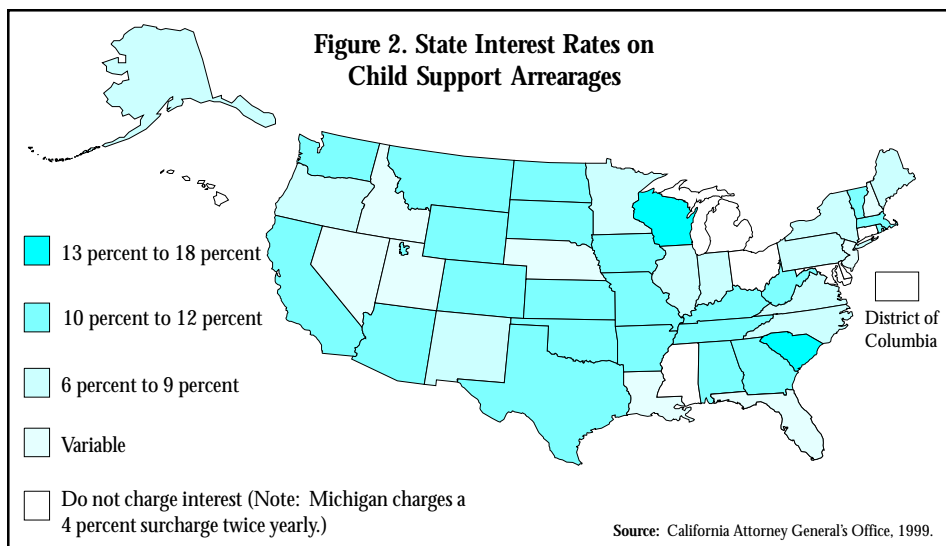 Figure 2. State Interest Rates on
Child Support Arrearages
13 percent to 18 percent
10 percent to 12 percent
6 percent to 9 percent
Variable
Do not charge interest (Note: Michigan charges a
4 percent surcharge twice yearly.)
District of
Columbia
Source: California Attorney General's Office, 1999.